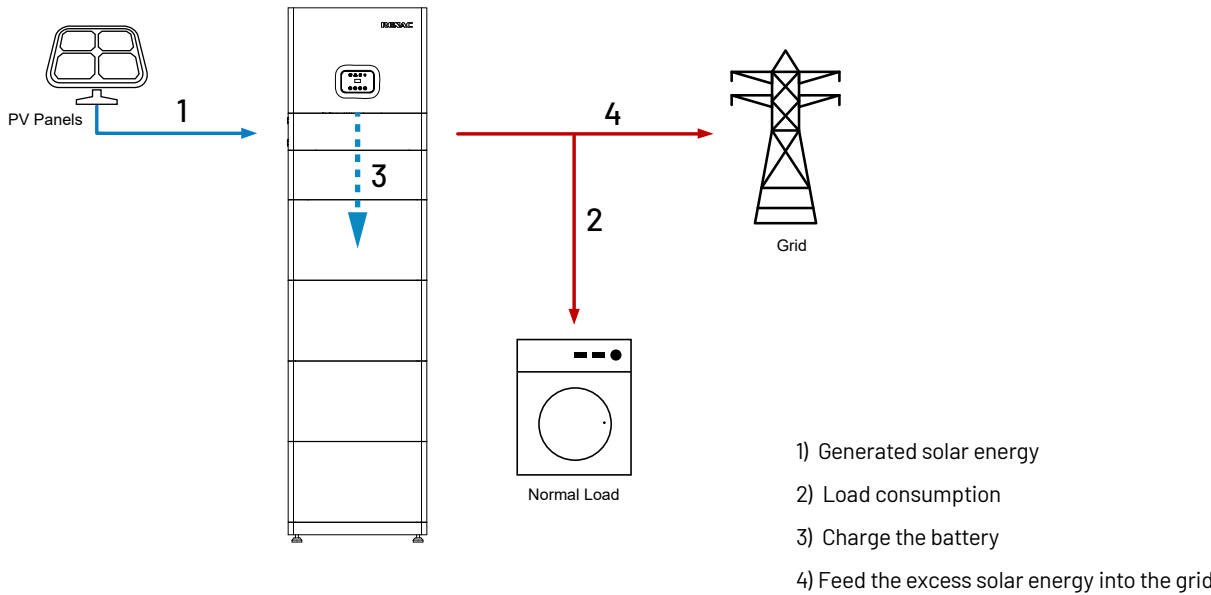 RENAC
PV Panels
1
3
4
2
Grid
Normal Load
1) Generated solar energy
2) Load consumption
3) Charge the battery
4) Feed the excess solar energy into the grid